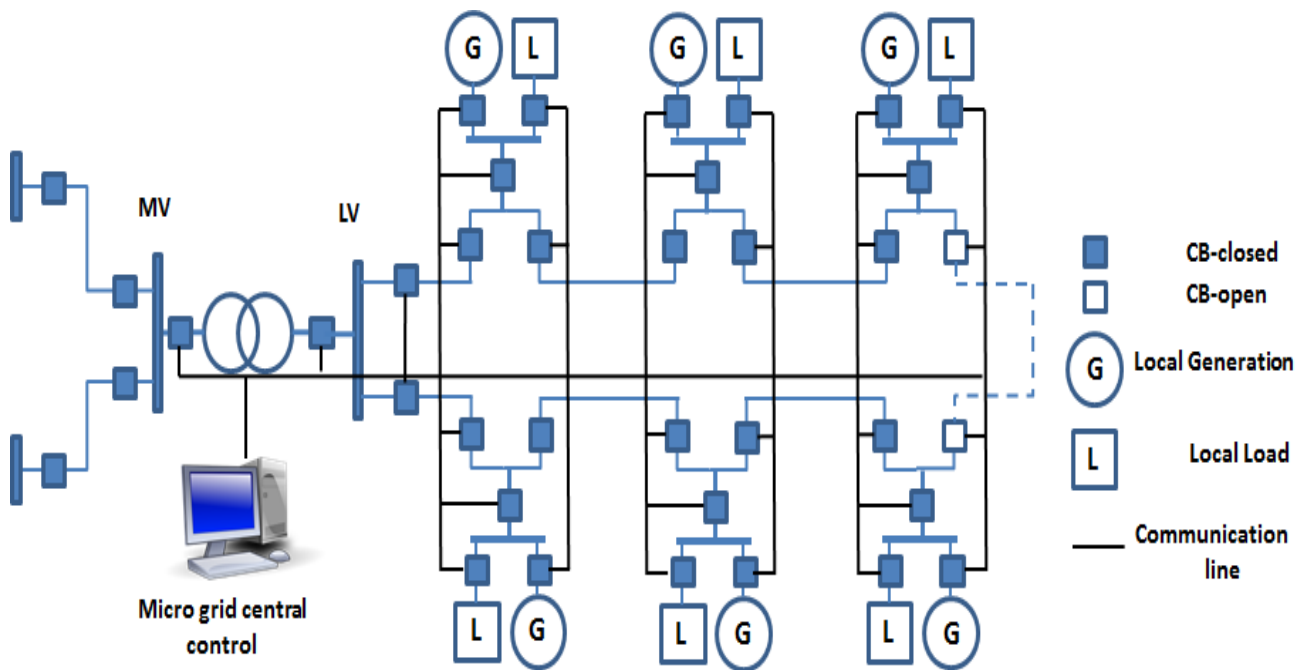 G
L
G
L
G
L
MV
LV
CB-closed
CB-open
G
Local Generation
L
Local Load
Communication
line
Micro grid central
control
L
G
L
G
L
G